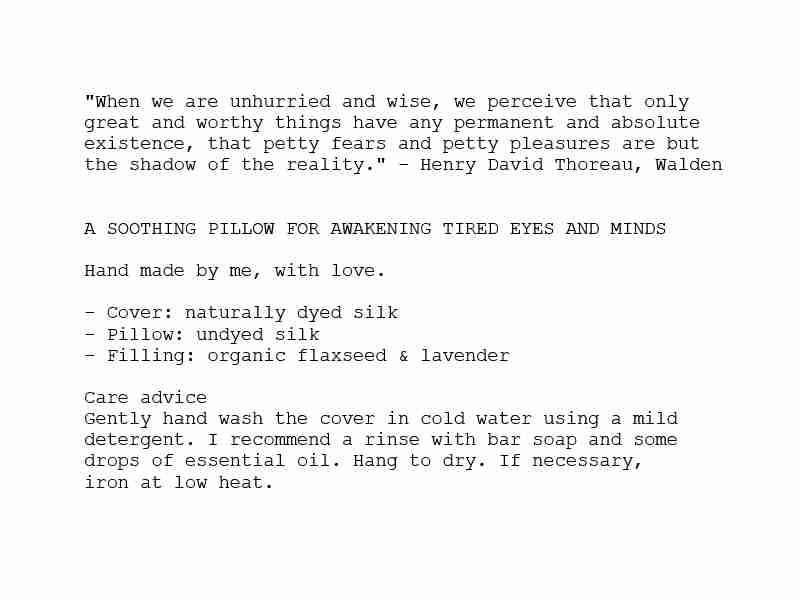 "When we are unhurried and wise, we perceive that only
great and worthy things have any permanent and absolute
existence, that petty fears and petty pleasures are but
the shadow of the reality." - Henry David Thoreau, Walden
A SOOTHING PILLOW FOR AWAKENING TIRED EYES AND MINDS
Hand made by me, with love.
- Cover: naturally dyed silk
- Pillow: undyed silk
- Filling: organic flaxseed & lavender
Care advice
Gently hand wash the cover in cold water using a mild
detergent. I recommend a rinse with bar soap and some
drops of essential oil. Hang to dry. If necessary,
iron at low heat.